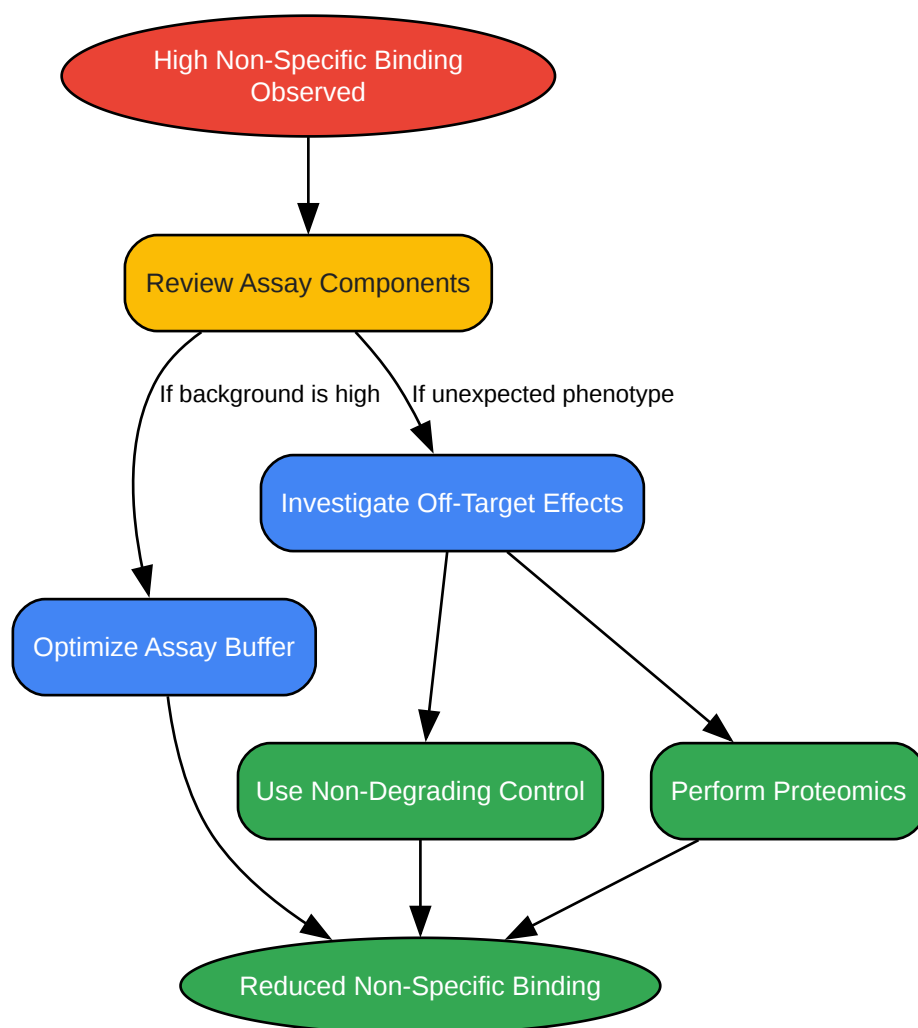 High Non-Specific Binding
Observed
Review Assay Components
If background is high
If unexpected phenotype
Investigate Off-Target Effects
Optimize Assay Buffer
Use Non-Degrading Control
Perform Proteomics
Reduced Non-Specific Binding